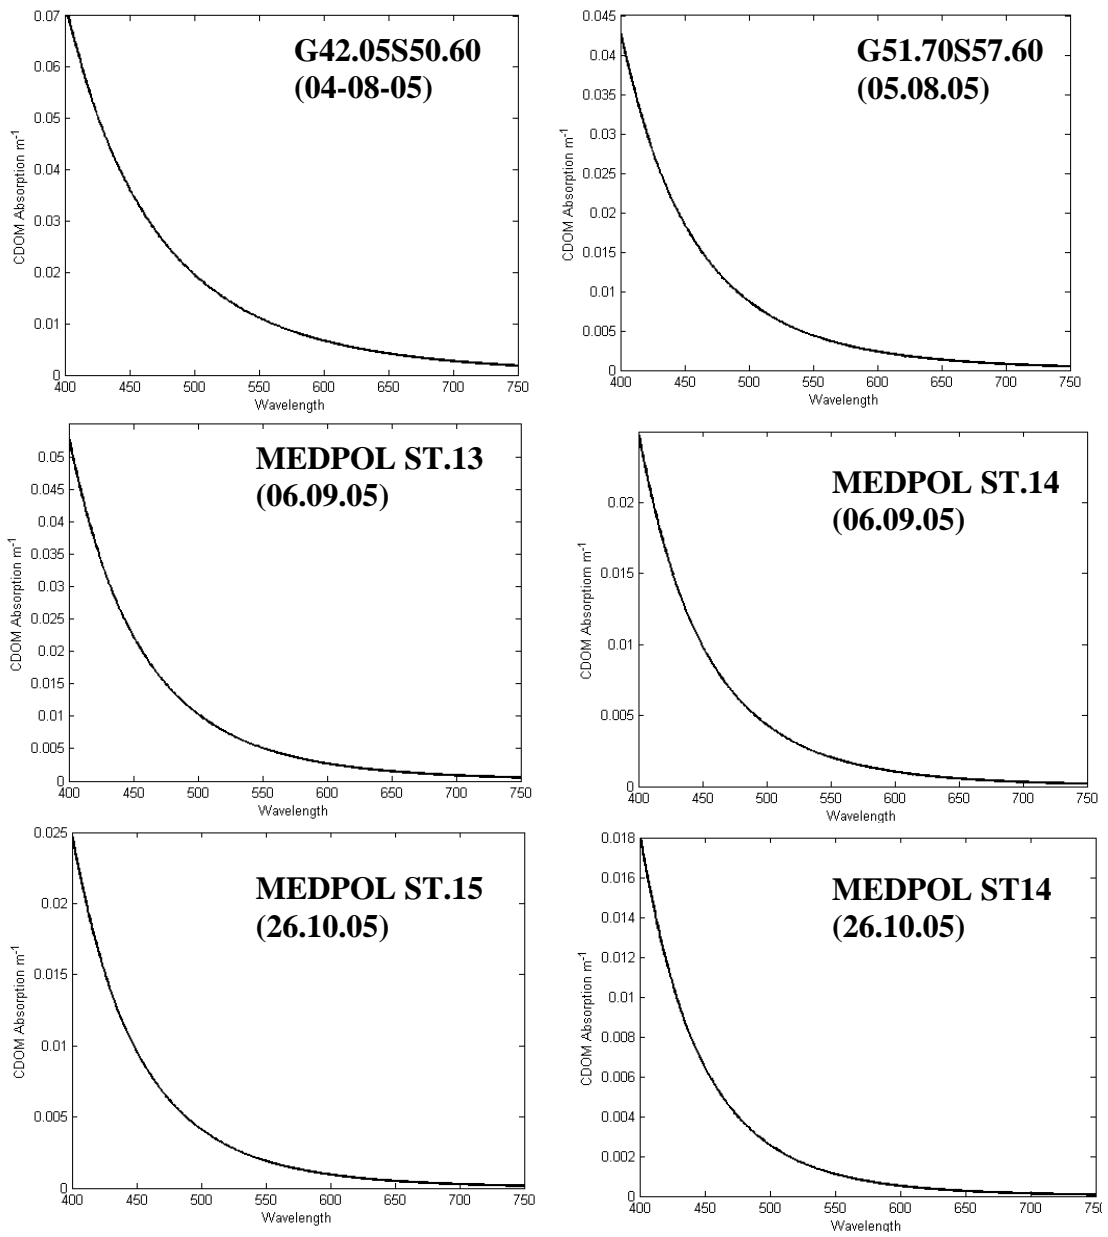 G42.05S50.60
(04-08-05)
0.07
0.06
0.05
0.04
0.03
0.02
0.01
0
CDOM Absorption m-1
400 450 500 550 600 650 700 750
Wavelength
G51.70S57.60
(05.08.05)
0.045
0.04
0.035
0.03
0.025
0.02
0.015
0.01
0.005
0
CDOM Absorption m-1
400 450 500 550 600 650 700 750
Wavelength
MEDPOL ST.13
(06.09.05)
0.05
0.045
0.04
0.035
0.03
0.025
0.02
0.015
0.01
0.005
0
CDOM Absorption m-1
400 450 500 550 600 650 700 750
Wavelength
MEDPOL ST.14
(06.09.05)
0.02
0.015
0.01
0.005
0
CDOM Absorptiom m-1
400 450 500 550 600 650 700 750
Wavelength
MEDPOL ST.15
(26.10.05)
0.025
0.02
0.015
0.01
0.005
0
CDOM Absorption m-1
400 450 500 550 600 650 700 750
Wavelength
MEDPOL ST14
(26.10.05)
0.018
0.016
0.014
0.012
0.01
0.008
0.006
0.004
0.002
0
CDOM Absorption m-1
400 450 500 550 600 650 700 750
Wavelength